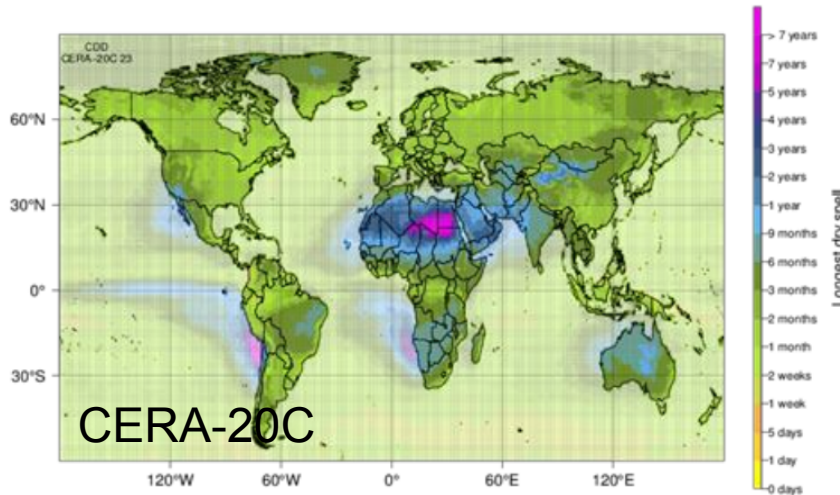 CDD
CERA-20C 23
> 7 years
7 years
5 years
4 years
3 years
2 years
1 year
9 months
6 months
3 months
2 months
1 month
2 weeks
1 week
5 days
1 day
0 days
Longest dry spell
60°N
30°N
0°
30°S
CERA-20C
120°W
60°W
0°
60°E
120°E